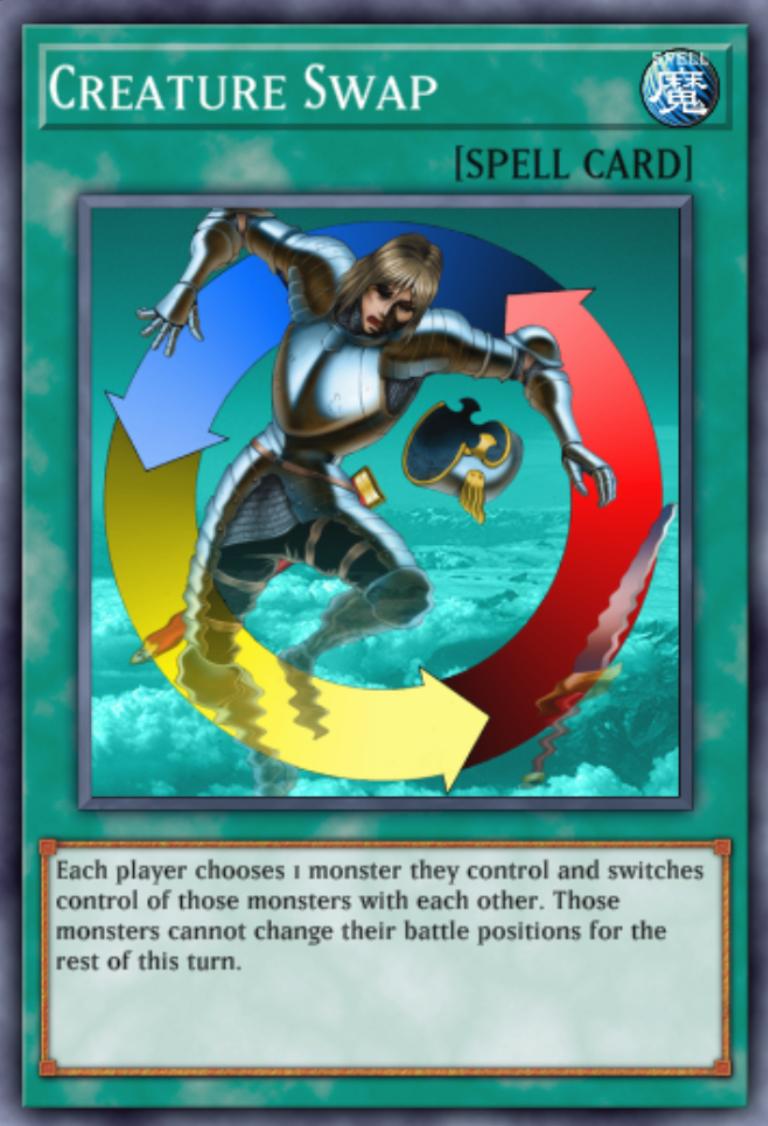 CREATURE SWAP
SPELL
魔
[SPELL CARD]
Each player chooses 1 monster they control and switches
control of those monsters with each other. Those
monsters cannot change their battle positions for the
rest of this turn.